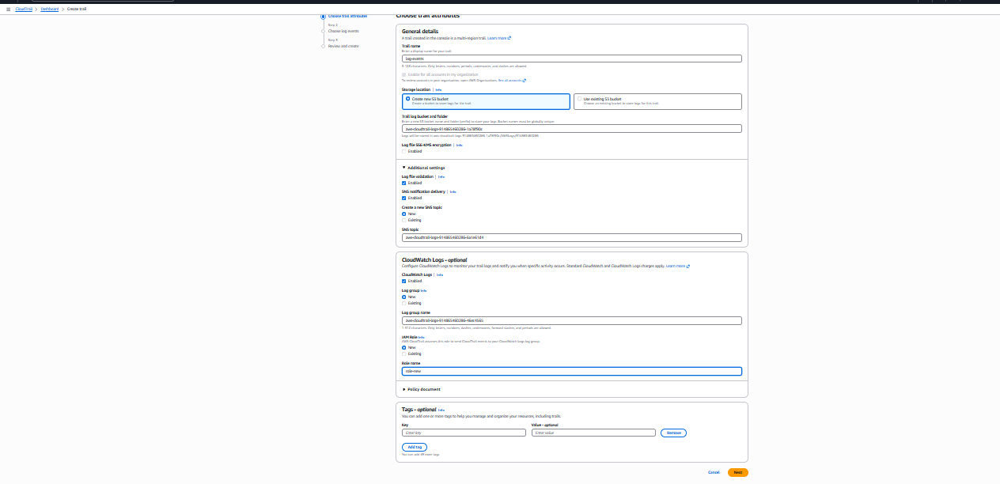 CloudTrail > Dashboard > Create trail
Choose trail attributes
Step 2
Choose log events
Step 3
Review and create
Choose trail attributes
General details
A trail created in the console is a multi-region trail. Learn more
Trail name
Enter a display name for your trail.
log-events
3-128 characters. Only letters, numbers, periods, underscores, and dashes are allowed.
Enable for all accounts in my organization
To review accounts in your organization, open AWS Organizations. See all accounts
Storage location | Info
Create new S3 bucket
Create a bucket to store logs for the trail.
Use existing S3 bucket
Choose an existing bucket to store logs for this trail.
Trail log bucket and folder
Enter a new S3 bucket name and folder (prefix) to store your logs. Bucket names must be globally unique.
aws-cloudtrail-logs-914865460286-1a78f90c
Logs will be stored in aws-cloudtrail-logs-914865460286-1a78f90c/AWSLogs/914865460286
Log file SSE-KMS encryption | Info
Enabled
Additional settings
Log file validation | Info
Enabled
SNS notification delivery | Info
Enabled
Create a new SNS topic
New
Existing
SNS topic
CloudWatch Logs - optional
Configure CloudWatch Logs to monitor your trail logs and notify you when specific activity occurs. Standard CloudWatch and CloudWatch Logs charges apply. Learn more
CloudWatch Logs | Info
Enabled
Log group Info
New
Existing
Log group name
1-512 characters. Only letters, numbers, dashes, underscores, forward slashes, and periods are allowed.
IAM Role Info
AWS CloudTrail assumes this role to send CloudTrail events to your CloudWatch Logs log group.
New
Existing
Role name
role-new
Policy document
Tags - optional Info
You can add one or more tags to help you manage and organize your resources, including trails.
Key
Value - optional
Enter key
Enter value
Remove
Add tag
You can add 49 more tags
Cancel
Next